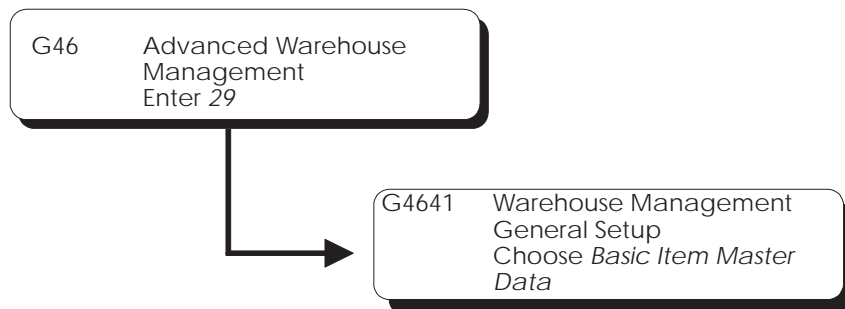 G46 Advanced Warehouse
Management
Enter 29
G4641 Warehouse Management
General Setup
Choose Basic Item Master
Data